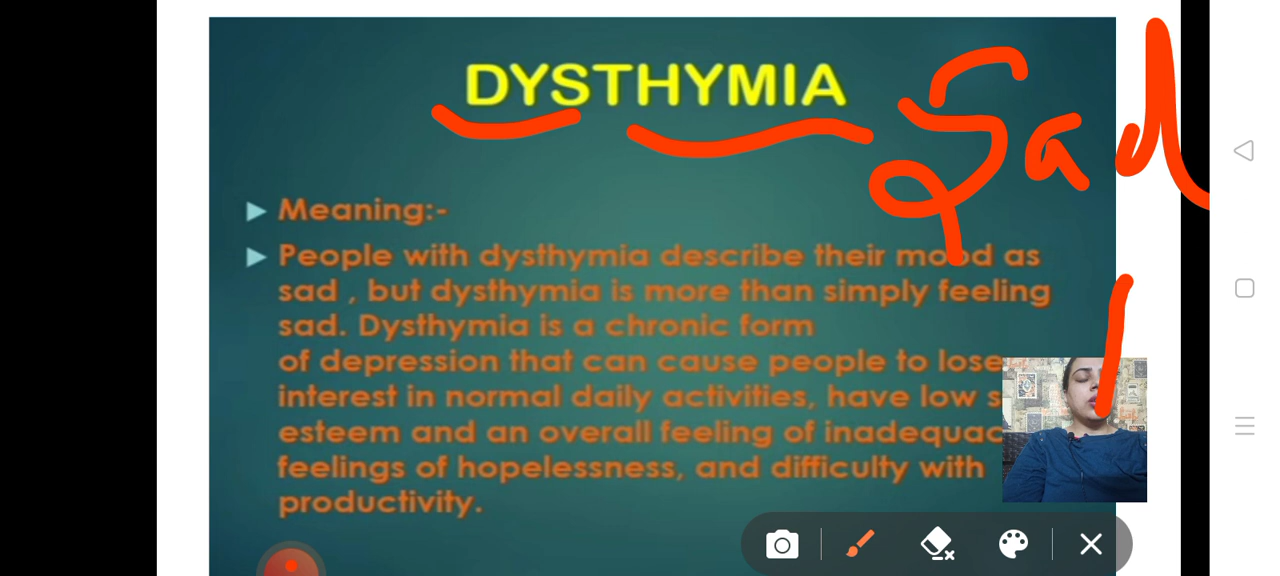 DYSTHYMIA
Sad
Meaning:-
People with dysthymia describe their mood as
sad , but dysthymia is more than simply feeling
sad. Dysthymia is a chronic form
of depression that can cause people to lose
interest in normal daily activities, have low s
esteem and an overall feeling of inadequac
feelings of hopelessness, and difficulty with
productivity.